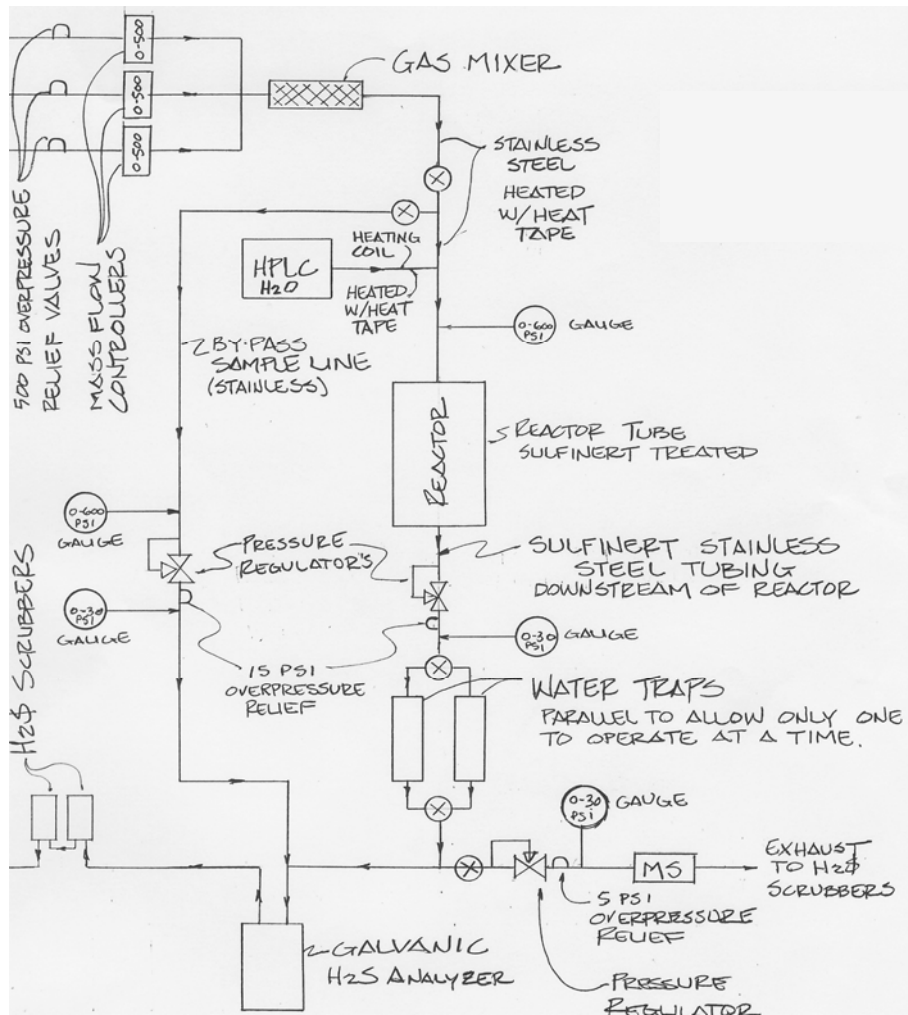 0-500
0-500
0-500
GAS MIXER
STAINLESS
STEEL
HEATED
W/HEAT
TAPE
500 PSI OVERPRESSURE
RELIEF VALVES
MASS FLOW
CONTROLLERS
HEATING
COIL
HPLC
H2O
HEATED
W/HEAT
TAPE
0-600
PSI
GAUGE
BY-PASS
SAMPLE LINE
(STAINLESS)
REACTOR
REACTOR TUBE
SULFINERT TREATED
0-600
PSI
GAUGE
PRESSURE
REGULATOR'S
SULFINERT STAINLESS
STEEL TUBING
DOWNSTREAM OF REACTOR
0-30
PSI
GAUGE
0-30
PSI
GAUGE
15 PSI
OVERPRESSURE
RELIEF
H2S SCRUBBERS
WATER TRAPS
PARALLEL TO ALLOW ONLY ONE
TO OPERATE AT A TIME.
0-30
PSI
GAUGE
MS
EXHAUST
TO H2S
SCRUBBERS
5 PSI
OVERPRESSURE
RELIEF
GALVANIC
H2S ANALYZER
PRESSURE
REGULATOR